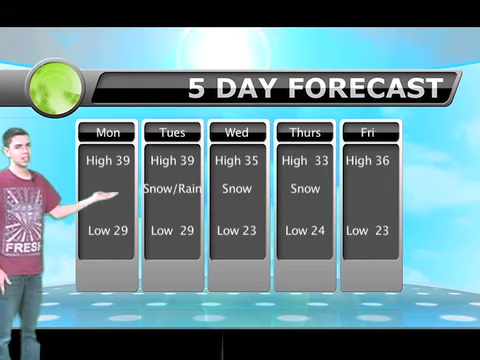 5 DAY FORECAST
Mon
High 39
Low 29
Tues
High 39
Snow/Rain
Low 29
Wed
High 35
Snow
Low 23
Thurs
High 33
Snow
Low 24
Fri
High 36
Low 23
FRESH